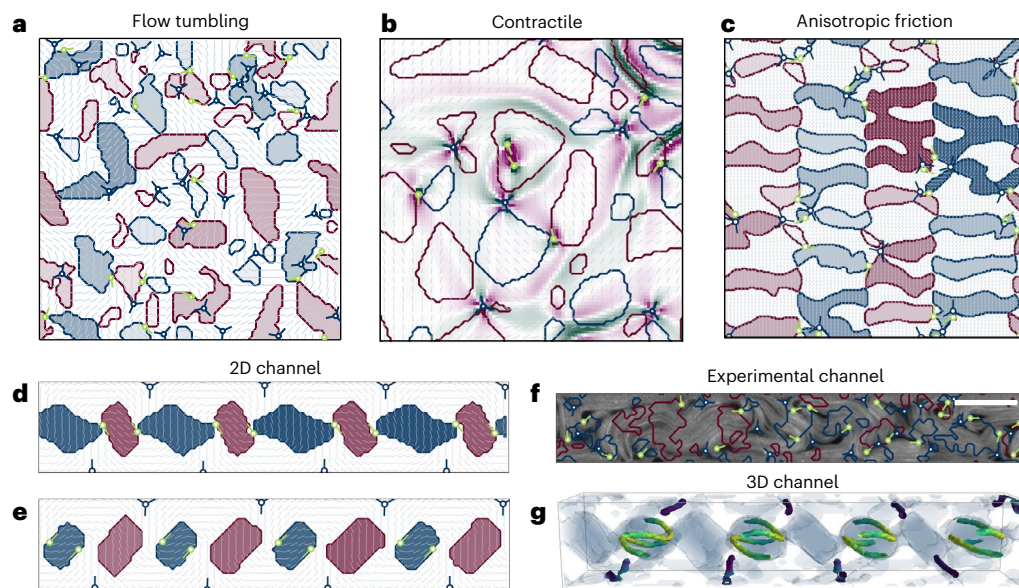 a Flow tumbling
b Contractile
c Anisotropic friction
2D channel
d
e
Experimental channel
f
3D channel
g